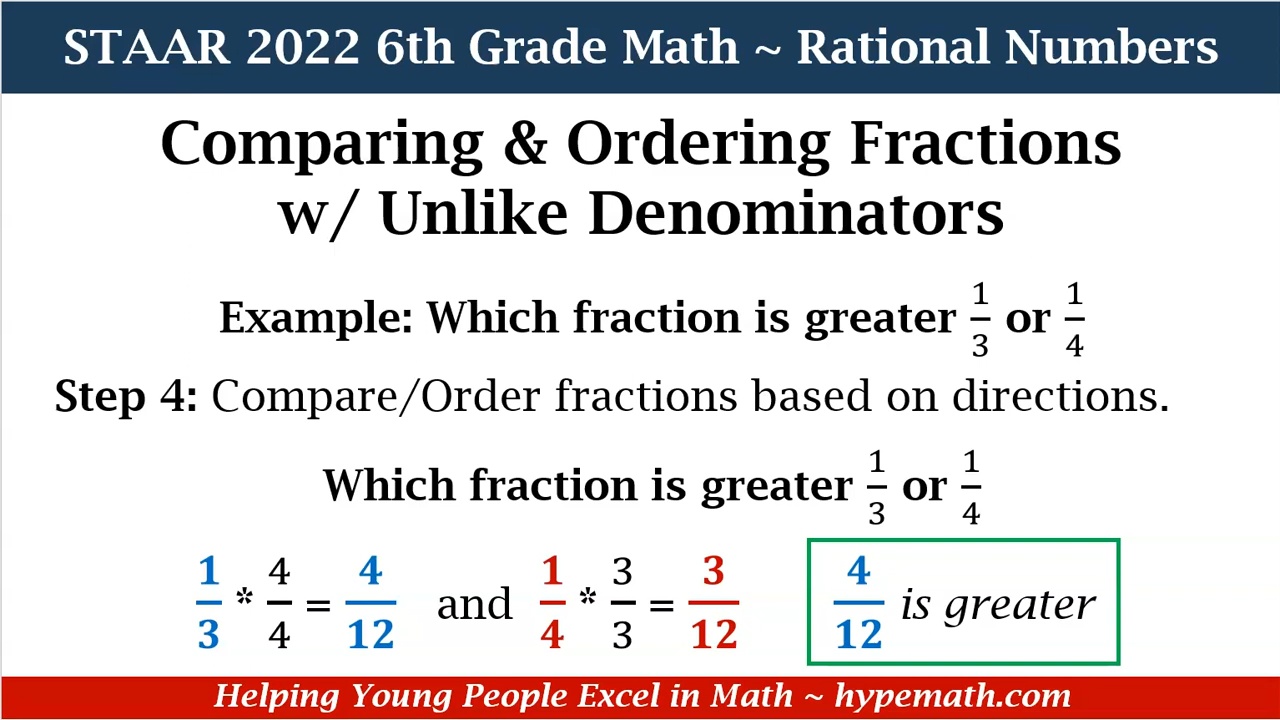 STAAR 2022 6th Grade Math ~ Rational Numbers
Comparing & Ordering Fractions
w/ Unlike Denominators
Example: Which fraction is greater 1/3 or 1/4
Step 4: Compare/Order fractions based on directions.
Which fraction is greater 1/3 or 1/4
1/3 * 4/4 = 4/12 and 1/4 * 3/3 = 3/12 4/12 is greater
Helping Young People Excel in Math ~ hypemath.com